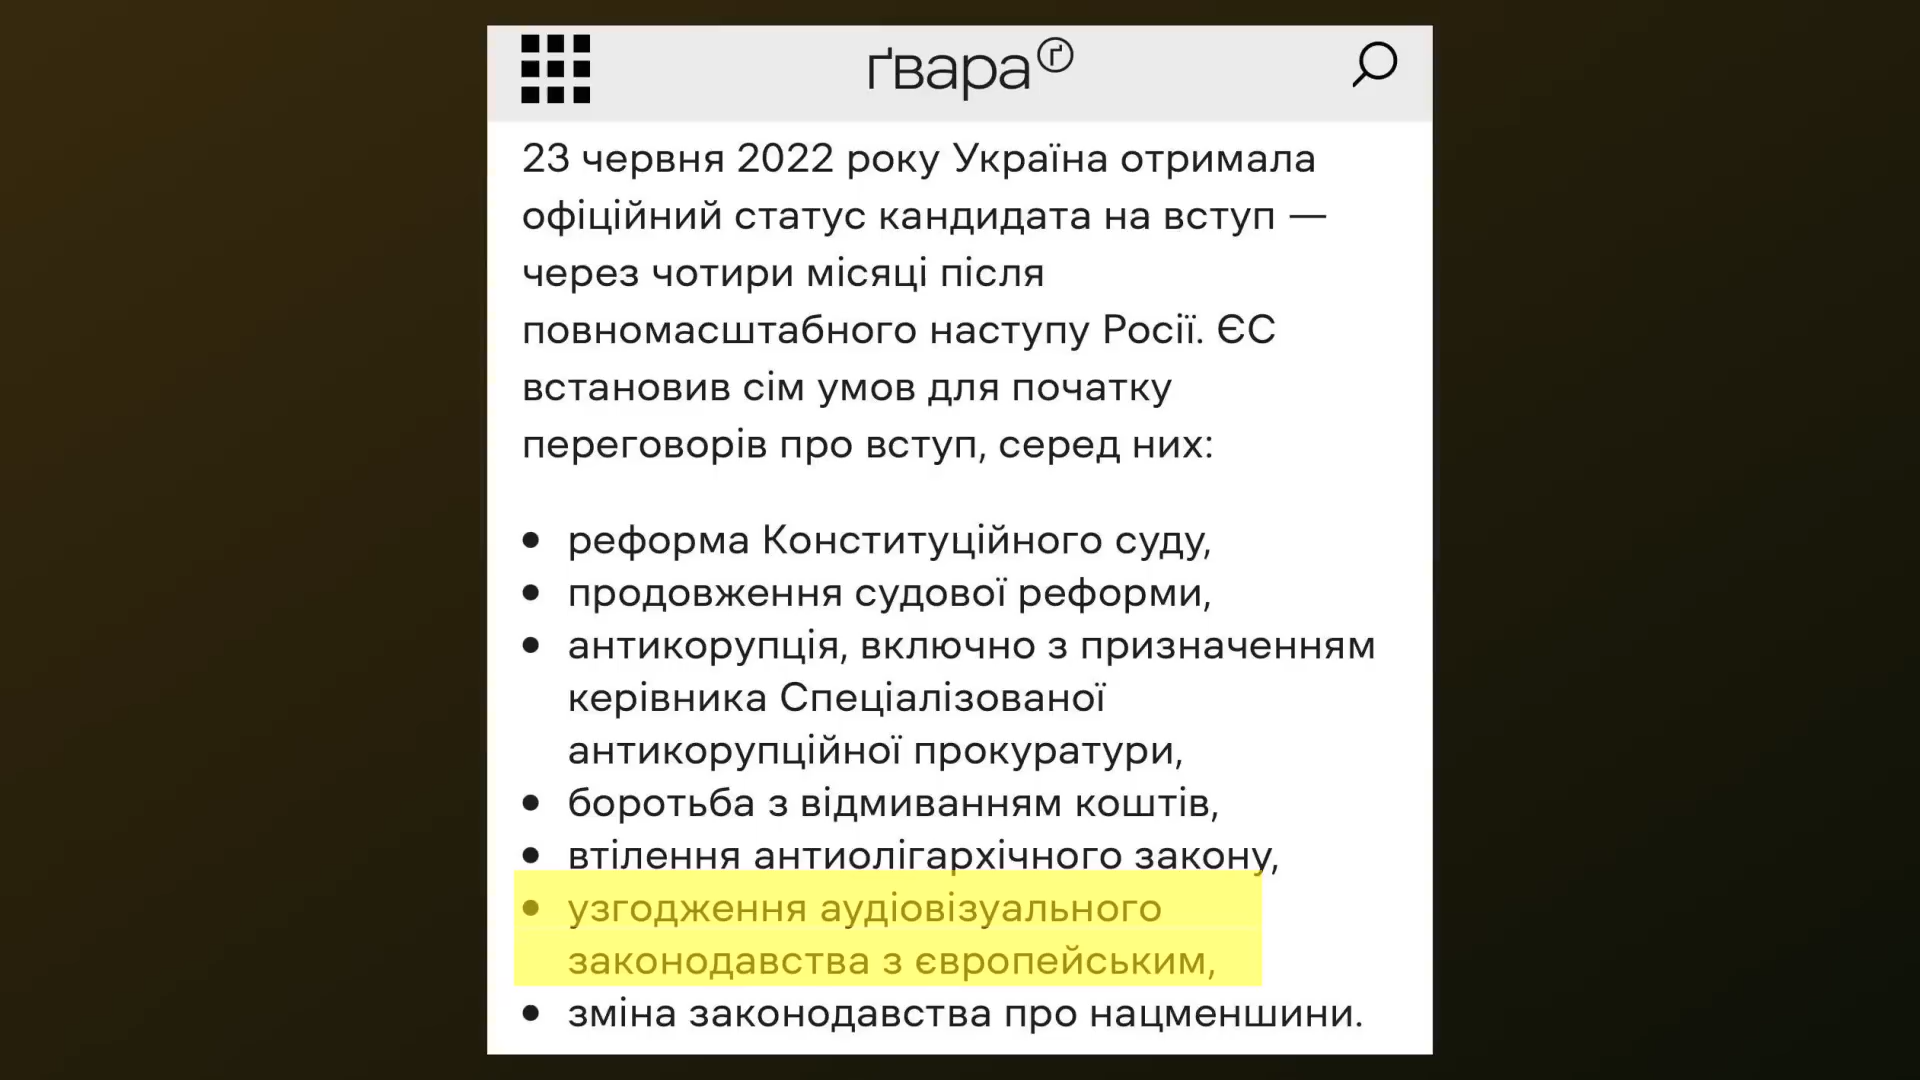 ґвара ґ
23 червня 2022 року Україна отримала
офіційний статус кандидата на вступ —
через чотири місяці після
повномасштабного наступу Росії. ЄС
встановив сім умов для початку
переговорів про вступ, серед них:
• реформа Конституційного суду,
• продовження судової реформи,
• антикорупція, включно з призначенням
керівника Спеціалізованої
антикорупційної прокуратури,
• боротьба з відмиванням коштів,
• втілення антиолігархічного закону,
• узгодження аудіовізуального
законодавства з європейським,
• зміна законодавства про нацменшини.